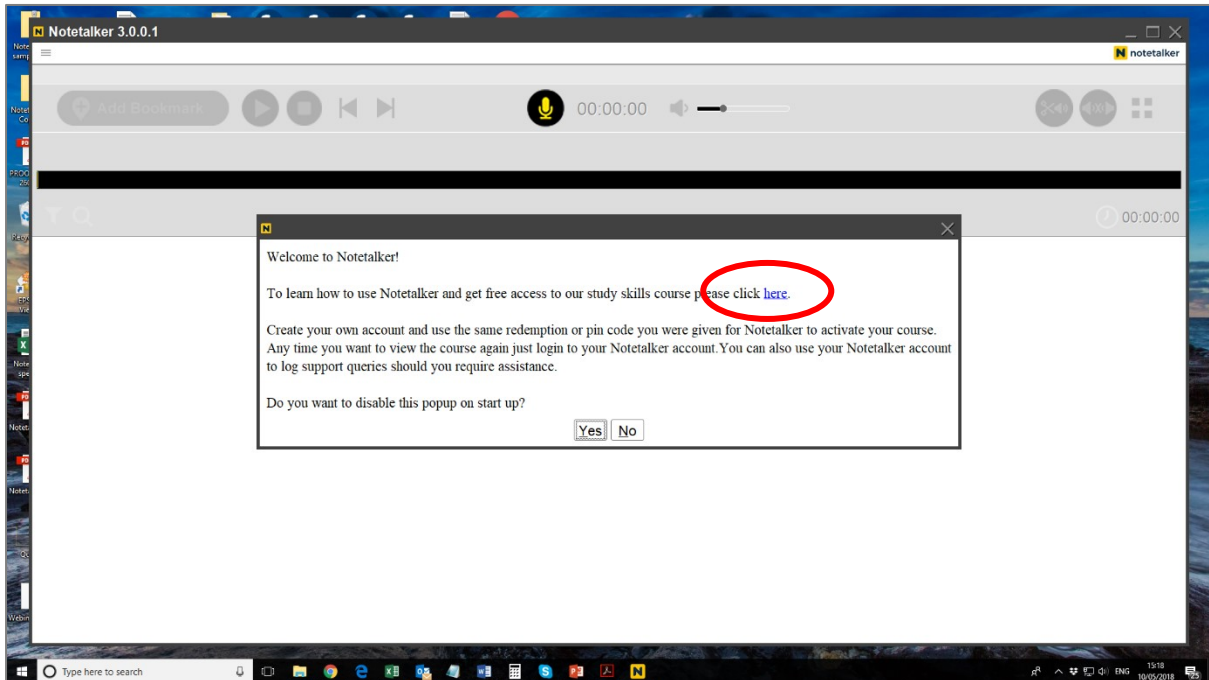 Notetalker 3.0.0.1
notetalker
Add Bookmark
00:00:00
00:00:00
Welcome to Notetalker!
To learn how to use Notetalker and get free access to our study skills course please click here.
Create your own account and use the same redemption or pin code you were given for Notetalker to activate your course.
Any time you want to view the course again just login to your Notetalker account.You can also use your Notetalker account
to log support queries should you require assistance.
Do you want to disable this popup on start up?
Yes No
Type here to search
ENG
15:18
10/05/2018